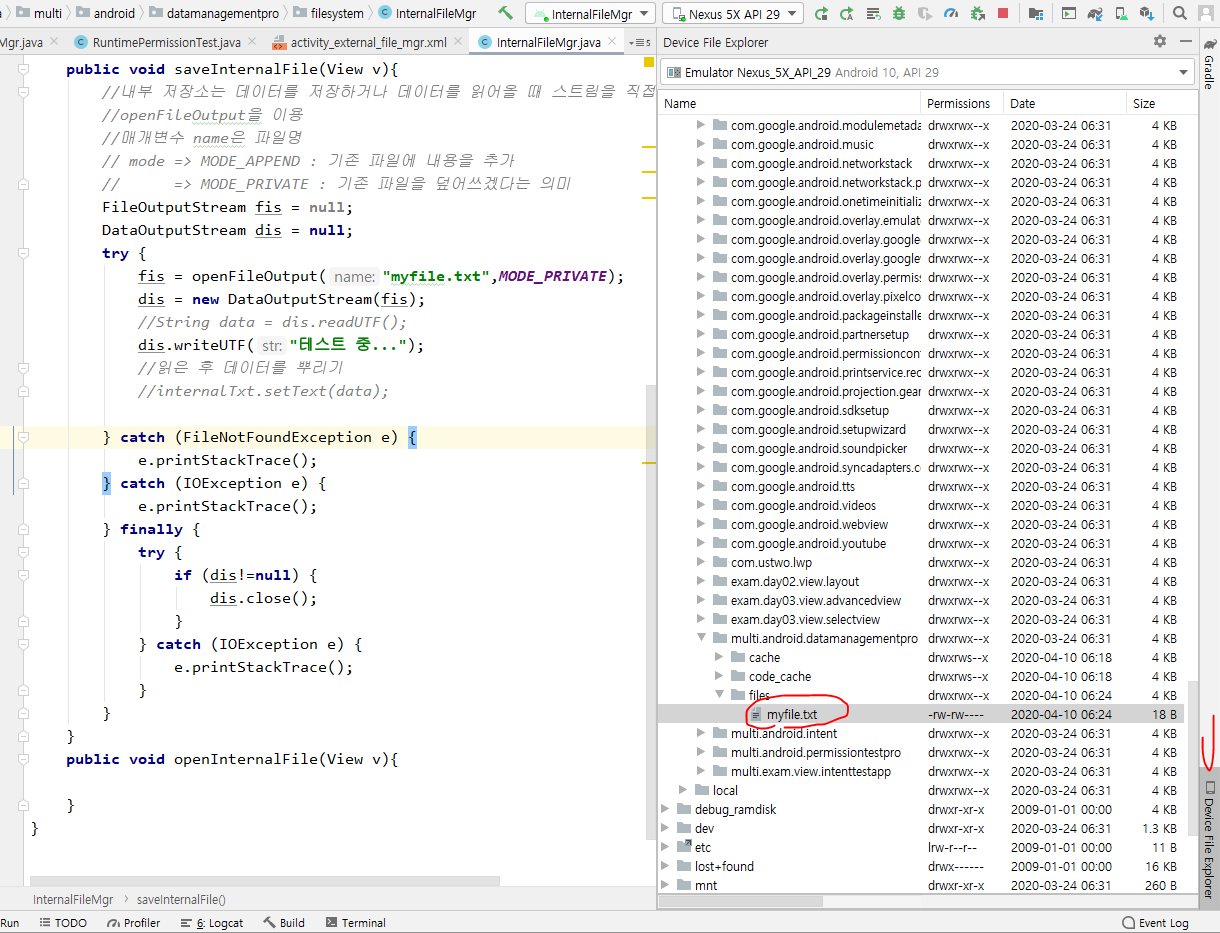 multi
android
datamanagementpro
filesystem
InternalFileMgr
InternalFileMgr
Nexus 5X API 29
Mgr.java
RuntimePermissionTest.java
activity_external_file_mgr.xml
InternalFileMgr.java
5
public void saveInternalFile(View v){
//내부 저장소는 데이터를 저장하거나 데이터를 읽어올 때 스트림을 직접
//openFileOutput을 이용
//매개변수 name은 파일명
// mode => MODE_APPEND : 기존 파일에 내용을 추가
// => MODE_PRIVATE : 기존 파일을 덮어쓰겠다는 의미
FileOutputStream fis = null;
DataOutputStream dis = null;
try {
fis = openFileOutput( name: "myfile.txt",MODE_PRIVATE);
dis = new DataOutputStream(fis);
//String data = dis.readUTF();
dis.writeUTF( str: "테스트 중...");
//읽은 후 데이터를 뿌리기
//internalTxt.setText(data);
} catch (FileNotFoundException e) {
e.printStackTrace();
} catch (IOException e) {
e.printStackTrace();
} finally {
try {
if (dis!=null) {
dis.close();
}
} catch (IOException e) {
e.printStackTrace();
}
}
}
public void openInternalFile(View v){
}
}
InternalFileMgr
saveInternalFile()
Device File Explorer
Emulator Nexus_5X_API_29 Android 10, API 29
Name Permissions Date Size
com.google.android.modulemetada drwxrwx--x 2020-03-24 06:31 4 KB
com.google.android.music drwxrwx--x 2020-03-24 06:31 4 KB
com.google.android.networkstack drwxrwx--x 2020-03-24 06:31 4 KB
com.google.android.networkstack.p drwxrwx--x 2020-03-24 06:31 4 KB
com.google.android.onetimeinitializ drwxrwx--x 2020-03-24 06:31 4 KB
com.google.android.overlay.emulat drwxrwx--x 2020-03-24 06:31 4 KB
com.google.android.overlay.google drwxrwx--x 2020-03-24 06:31 4 KB
com.google.android.overlay.google drwxrwx--x 2020-03-24 06:31 4 KB
com.google.android.overlay.permis drwxrwx--x 2020-03-24 06:31 4 KB
com.google.android.overlay.pixelco drwxrwx--x 2020-03-24 06:31 4 KB
com.google.android.packageinstalle drwxrwx--x 2020-03-24 06:31 4 KB
com.google.android.partnersetup drwxrwx--x 2020-03-24 06:31 4 KB
com.google.android.permissioncon drwxrwx--x 2020-03-24 06:31 4 KB
com.google.android.printservice.rec drwxrwx--x 2020-03-24 06:31 4 KB
com.google.android.projection.gear drwxrwx--x 2020-03-24 06:31 4 KB
com.google.android.sdksetup drwxrwx--x 2020-03-24 06:31 4 KB
com.google.android.setupwizard drwxrwx--x 2020-03-24 06:31 4 KB
com.google.android.soundpicker drwxrwx--x 2020-03-24 06:31 4 KB
com.google.android.syncadapters.c drwxrwx--x 2020-03-24 06:31 4 KB
com.google.android.tts drwxrwx--x 2020-03-24 06:31 4 KB
com.google.android.videos drwxrwx--x 2020-03-24 06:31 4 KB
com.google.android.webview drwxrwx--x 2020-03-24 06:31 4 KB
com.google.android.youtube drwxrwx--x 2020-03-24 06:31 4 KB
com.ustwo.lwp drwxrwx--x 2020-03-24 06:31 4 KB
exam.day02.view.layout drwxrwx--x 2020-03-24 06:31 4 KB
exam.day03.view.advancedview drwxrwx--x 2020-03-24 06:31 4 KB
exam.day03.view.selectview drwxrwx--x 2020-03-24 06:31 4 KB
multi.android.datamanagementpro drwxrwx--x 2020-03-24 06:31 4 KB
cache drwxrws--x 2020-04-10 06:18 4 KB
code_cache drwxrws--x 2020-04-10 06:18 4 KB
files drwxrwx--x 2020-04-10 06:24 4 KB
myfile.txt -rw-rw---- 2020-04-10 06:24 18 B
multi.android.intent drwxrwx--x 2020-03-24 06:31 4 KB
multi.android.permissiontestpro drwxrwx--x 2020-03-24 06:31 4 KB
multi.exam.view.intenttestapp drwxrwx--x 2020-03-24 06:31 4 KB
local drwxrwx--x 2020-03-24 06:31 4 KB
debug_ramdisk drwxr-xr-x 2009-01-01 00:00 4 KB
dev drwxr-xr-x 2020-03-24 06:31 1.3 KB
etc lrw-r--r-- 2009-01-01 00:00 11 B
lost+found drwx------ 2009-01-01 00:00 16 KB
mnt drwxr-xr-x 2020-03-24 06:31 260 B
Gradle
Device File Explorer
Run
TODO
Profiler
6: Logcat
Build
Terminal
Event Log